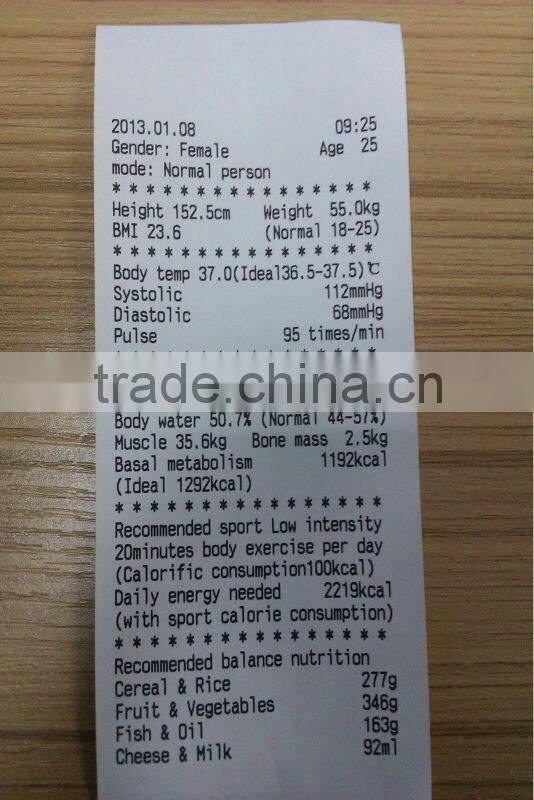 2013.01.08 09:25
Gender: Female Age 25
mode: Normal person
* * * * * * * * * * * * * * * *
Height 152.5cm Weight 55.0kg
BMI 23.6 (Normal 18-25)
* * * * * * * * * * * * * * * *
Body temp 37.0(Ideal36.5-37.5)℃
Systolic 112mmHg
Diastolic 68mmHg
Pulse 95 times/min
* * * * * * * * * * * * * * * *
trade.china.cn
Body water 50.7% (Normal 44-57%)
Muscle 35.6kg Bone mass 2.5kg
Basal metabolism 1192kcal
(Ideal 1292kcal)
* * * * * * * * * * * * * * * *
Recommended sport Low intensity
20minutes body exercise per day
(Calorific consumption100kcal)
Daily energy needed 2219kcal
(with sport calorie consumption)
* * * * * * * * * * * * * * * *
Recommended balance nutrition
Cereal & Rice 277g
Fruit & Vegetables 346g
Fish & Oil 163g
Cheese & Milk 92ml